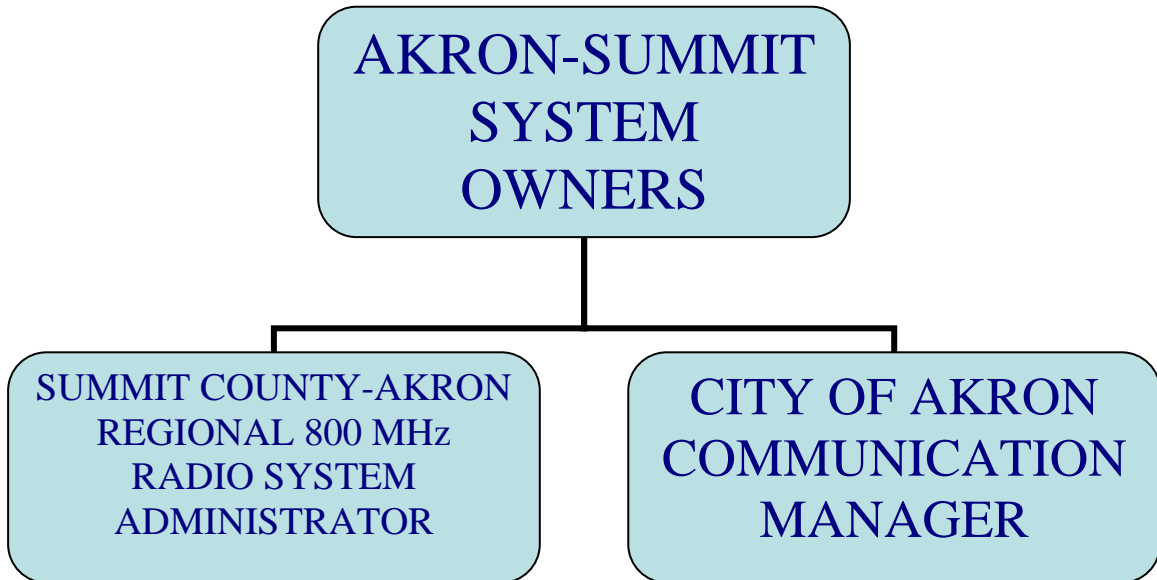 AKRON-SUMMIT
SYSTEM
OWNERS
SUMMIT COUNTY-AKRON
REGIONAL 800 MHz
RADIO SYSTEM
ADMINISTRATOR
CITY OF AKRON
COMMUNICATION
MANAGER